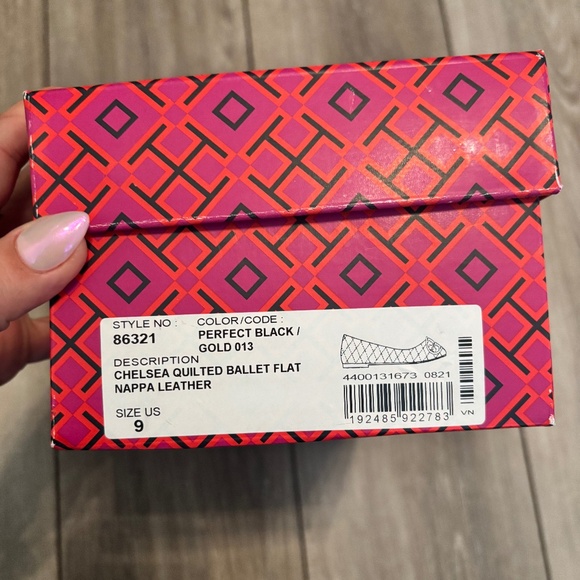 STYLE NO : COLOR/CODE :
86321 PERFECT BLACK /
GOLD 013
DESCRIPTION
CHELSEA QUILTED BALLET FLAT
NAPPA LEATHER
SIZE US
9
4400131673 0821
192485 922783
VN